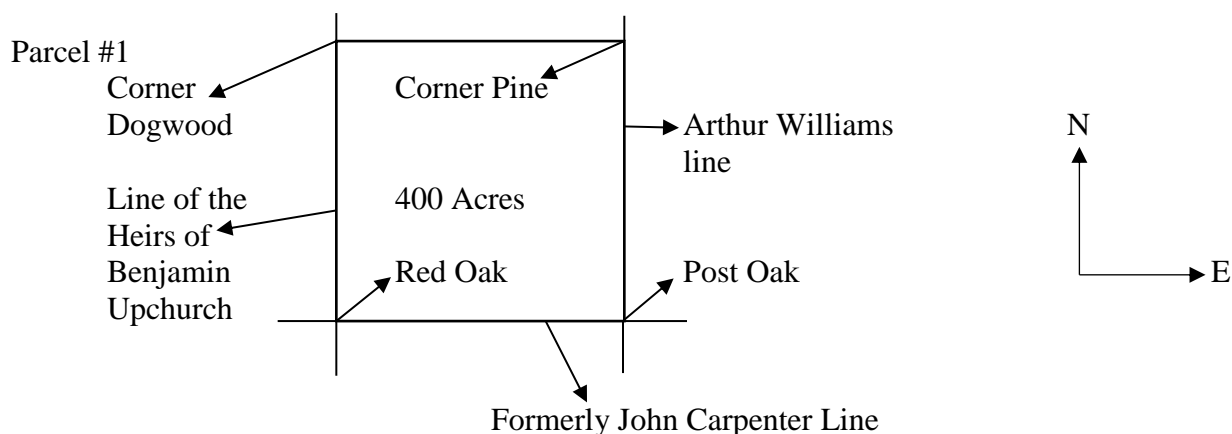 Parcel #1
Corner
Dogwood
Corner Pine
Arthur Williams
line
N
Line of the
Heirs of
Benjamin
Upchurch
400 Acres
Red Oak
Post Oak
E
Formerly John Carpenter Line